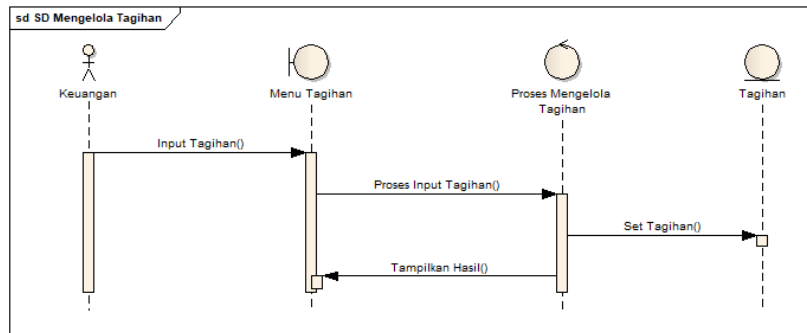 sd SD Mengelola Tagihan
Keuangan
Menu Tagihan
Proses Mengelola
Tagihan
Tagihan
Input Tagihan()
Proses Input Tagihan()
Set Tagihan()
Tampilkan Hasil()